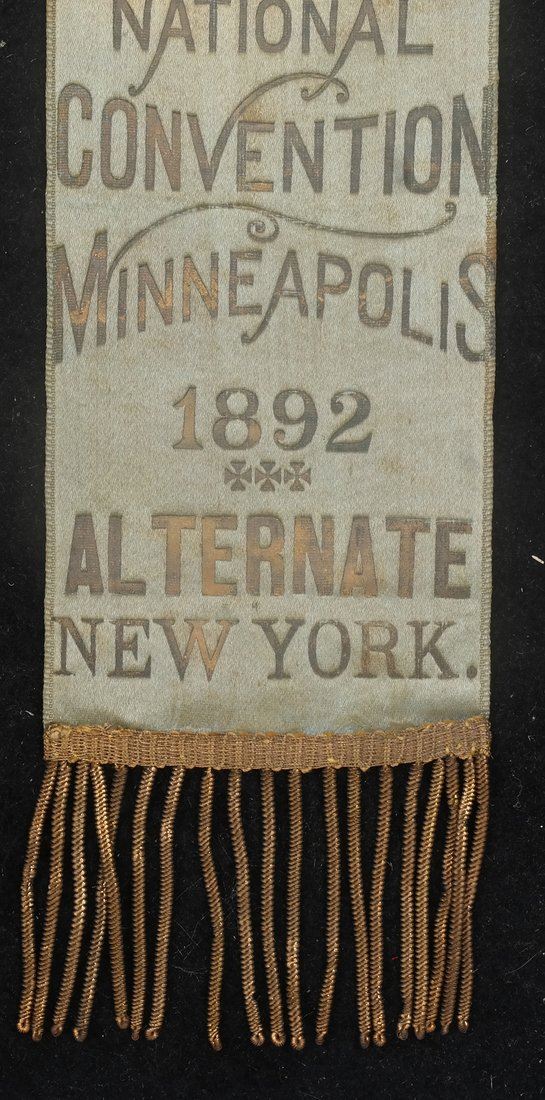 NATIONAL
CONVENTION
MINNEAPOLIS
1892
ALTERNATE
NEW YORK.